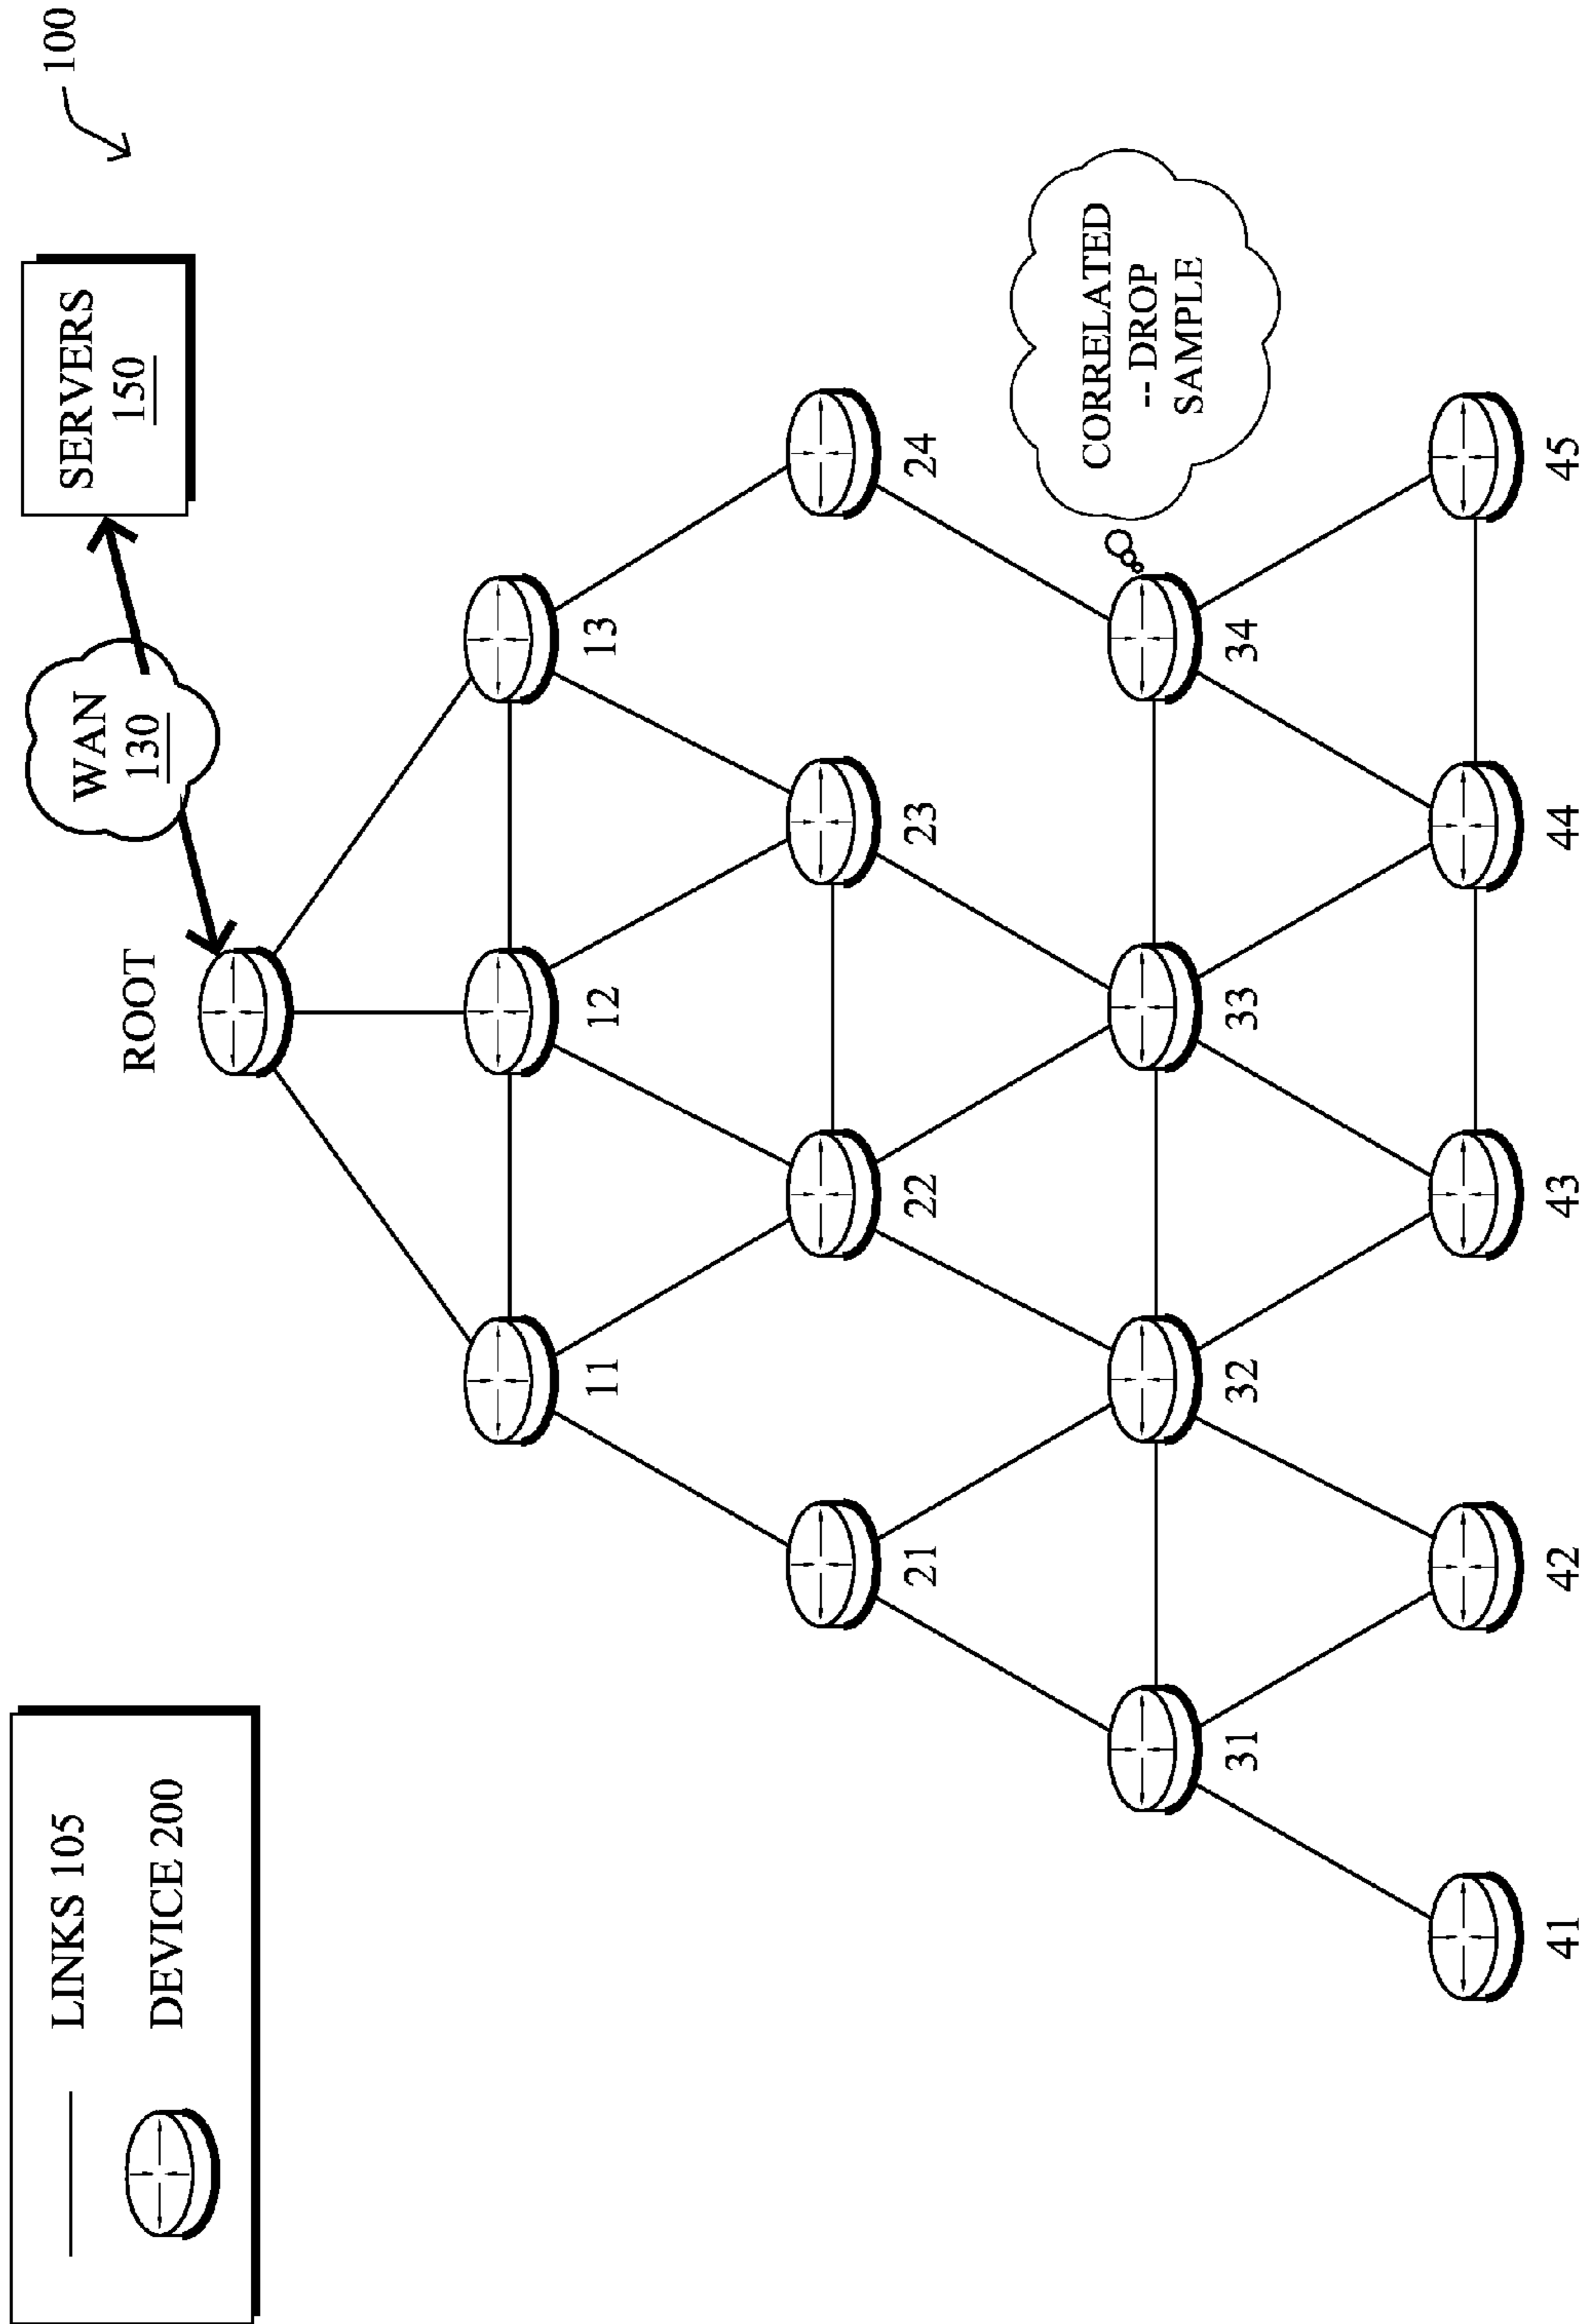 LINKS 105
DEVICE 200
100
SERVERS
150
WAN
130
ROOT
11
12
13
21
22
23
24
CORRELATED
-- DROP
SAMPLE
31
32
33
34
41
42
43
44
45